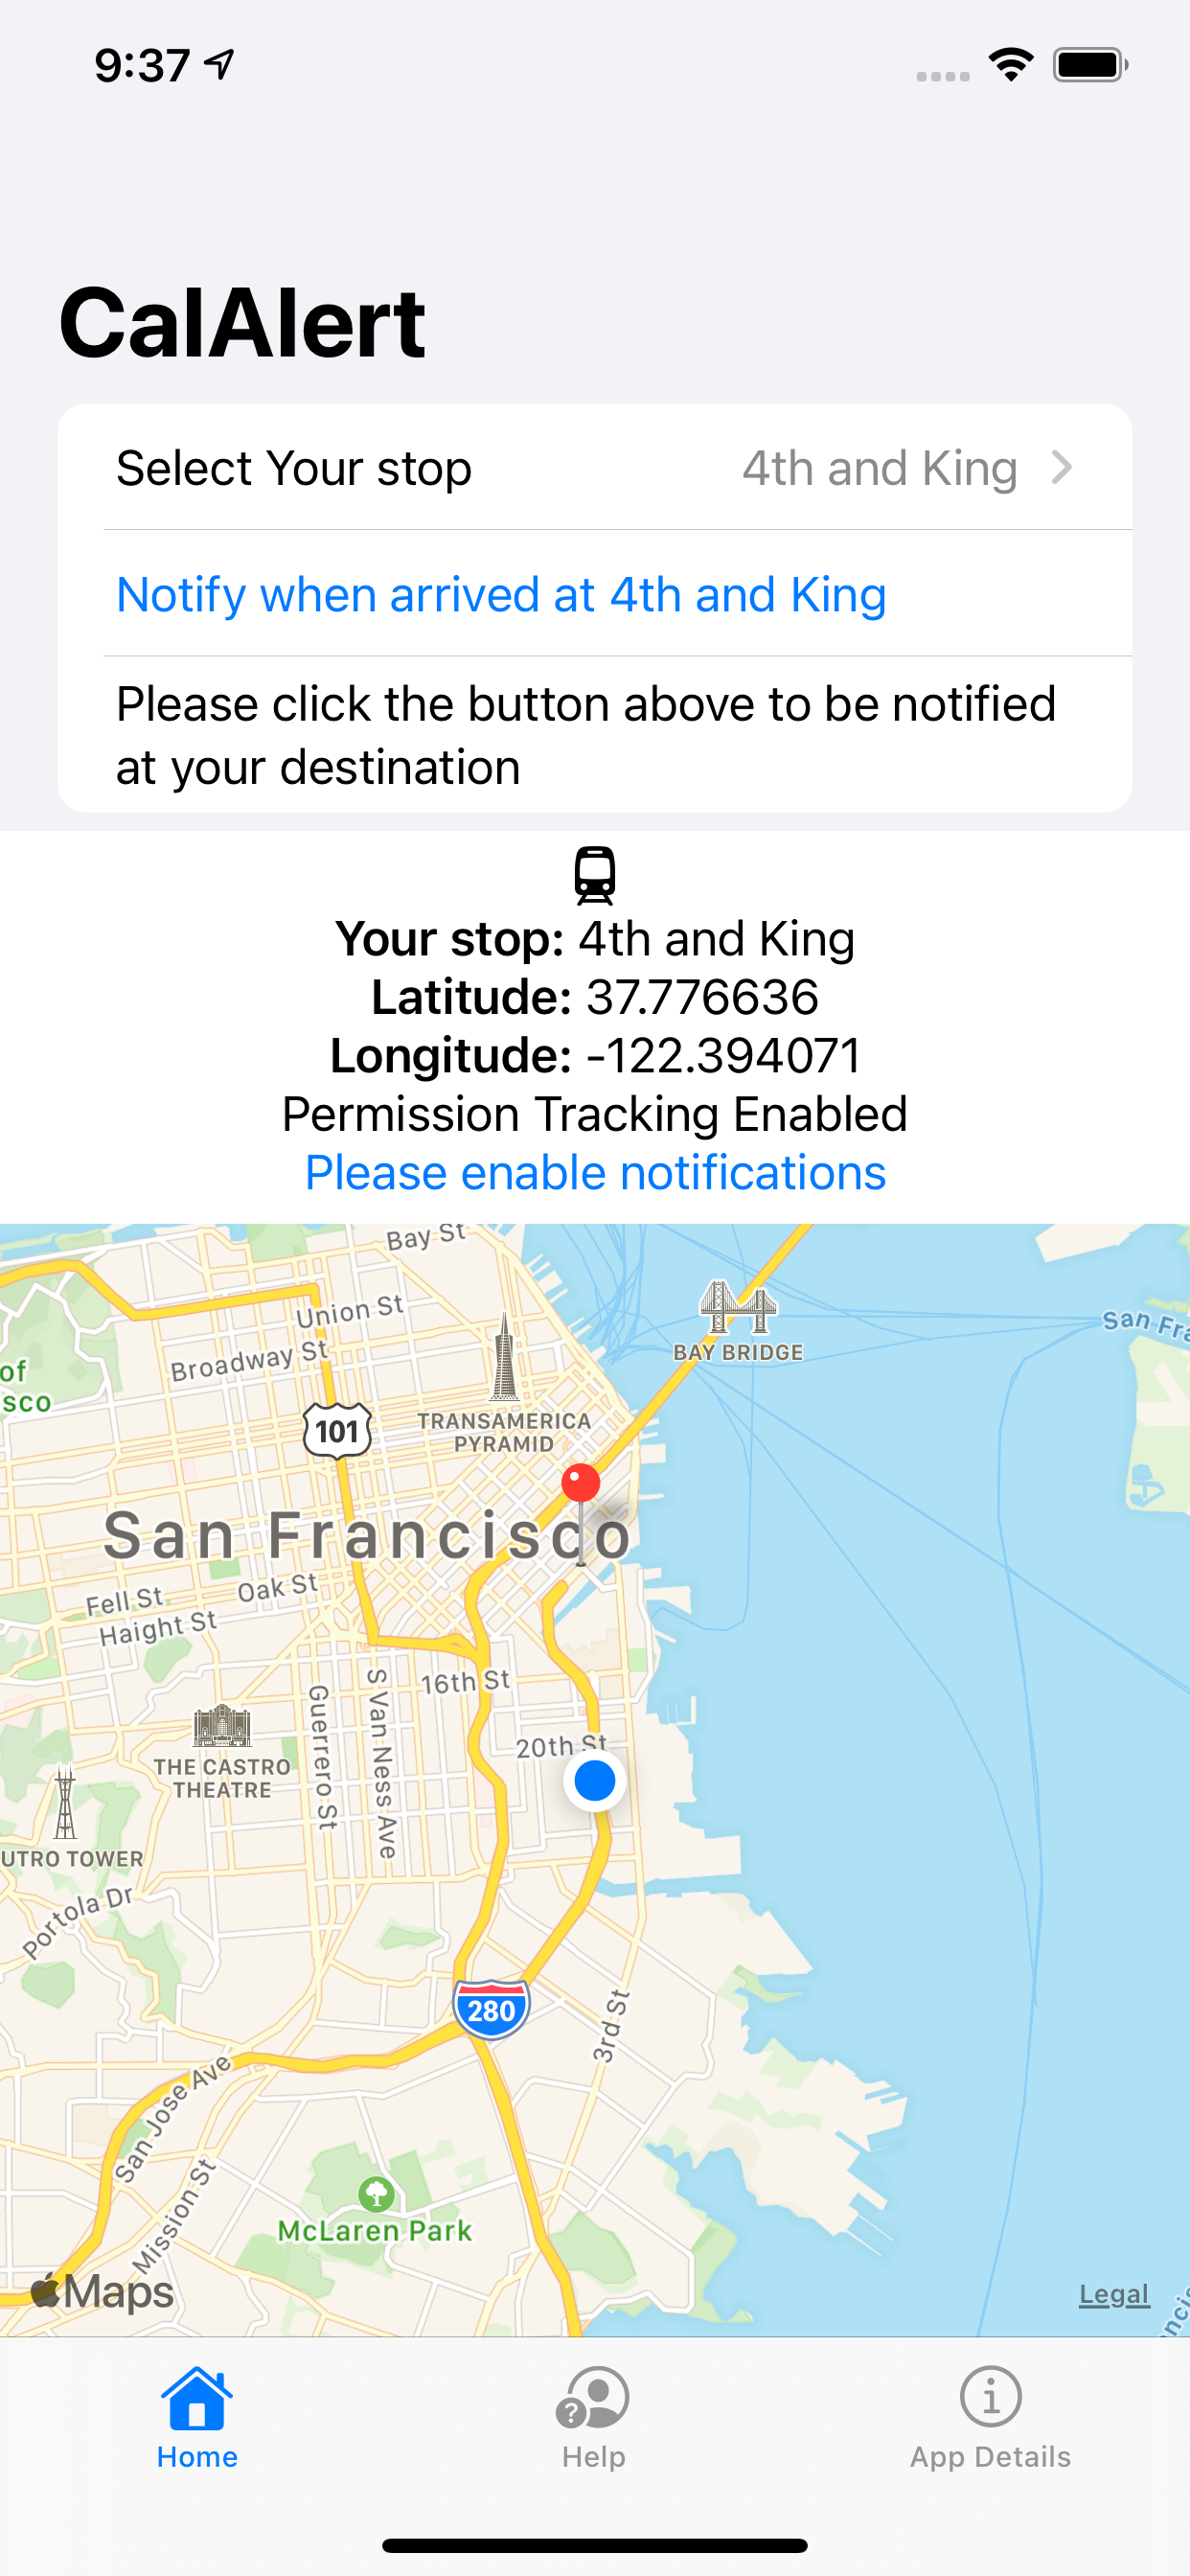 9:37
CalAlert
Select Your stop 4th and King
Notify when arrived at 4th and King
Please click the button above to be notified
at your destination
Your stop: 4th and King
Latitude: 37.776636
Longitude: -122.394071
Permission Tracking Enabled
Please enable notifications
Bay St
Union St
BAY BRIDGE
San Fra
Broadway St
of
sco
101
TRANSAMERICA
PYRAMID
San Francisco
Fell St
Oak St
Haight St
16th St
S Van Ness Ave
Guerrero St
20th St
THE CASTRO
THEATRE
UTRO TOWER
Portola Dr
280
3rd St
San Jose Ave
Mission St
McLaren Park
Maps
Legal
ncis
Home
?
Help
i
App Details